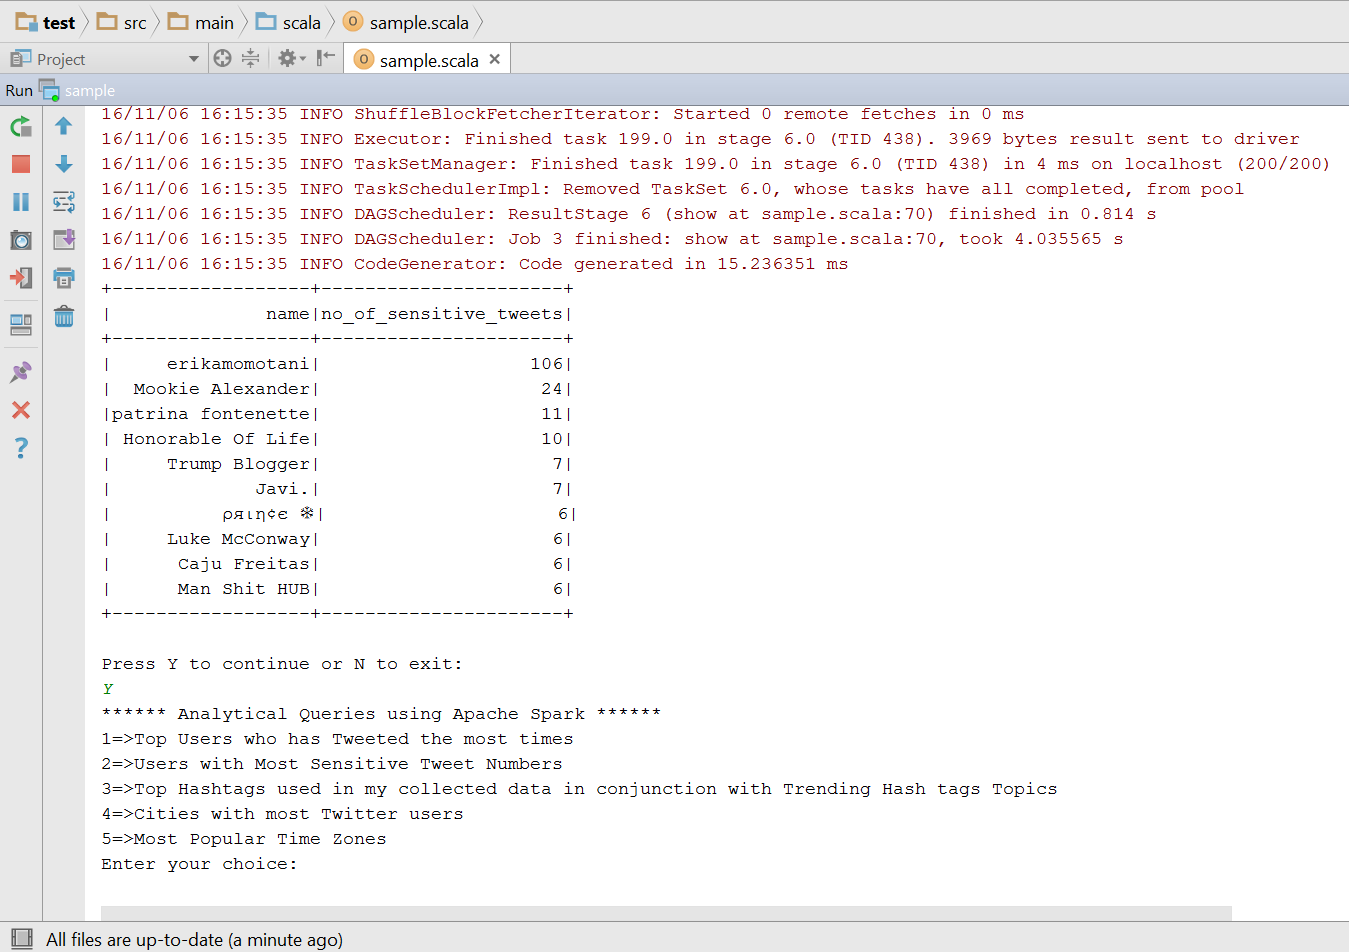 test src main scala sample.scala
Project sample.scala
Run sample
16/11/06 16:15:35 INFO ShuffleBlockFetcherIterator: Started 0 remote fetches in 0 ms
16/11/06 16:15:35 INFO Executor: Finished task 199.0 in stage 6.0 (TID 438). 3969 bytes result sent to driver
16/11/06 16:15:35 INFO TaskSetManager: Finished task 199.0 in stage 6.0 (TID 438) in 4 ms on localhost (200/200)
16/11/06 16:15:35 INFO TaskSchedulerImpl: Removed TaskSet 6.0, whose tasks have all completed, from pool
16/11/06 16:15:35 INFO DAGScheduler: ResultStage 6 (show at sample.scala:70) finished in 0.814 s
16/11/06 16:15:35 INFO DAGScheduler: Job 3 finished: show at sample.scala:70, took 4.035565 s
16/11/06 16:15:35 INFO CodeGenerator: Code generated in 15.236351 ms
+------------------+----------------------+
|              name|no_of_sensitive_tweets|
+------------------+----------------------+
|     erikamomotani|                   106|
|  Mookie Alexander|                    24|
|patrina fontenette|                    11|
| Honorable Of Life|                    10|
|     Trump Blogger|                     7|
|             Javi.|                     7|
|          ρяιη¢є ❄|                     6|
|     Luke McConway|                     6|
|      Caju Freitas|                     6|
|      Man Shit HUB|                     6|
+------------------+----------------------+
Press Y to continue or N to exit:
Y
****** Analytical Queries using Apache Spark ******
1=>Top Users who has Tweeted the most times
2=>Users with Most Sensitive Tweet Numbers
3=>Top Hashtags used in my collected data in conjunction with Trending Hash tags Topics
4=>Cities with most Twitter users
5=>Most Popular Time Zones
Enter your choice:
All files are up-to-date (a minute ago)